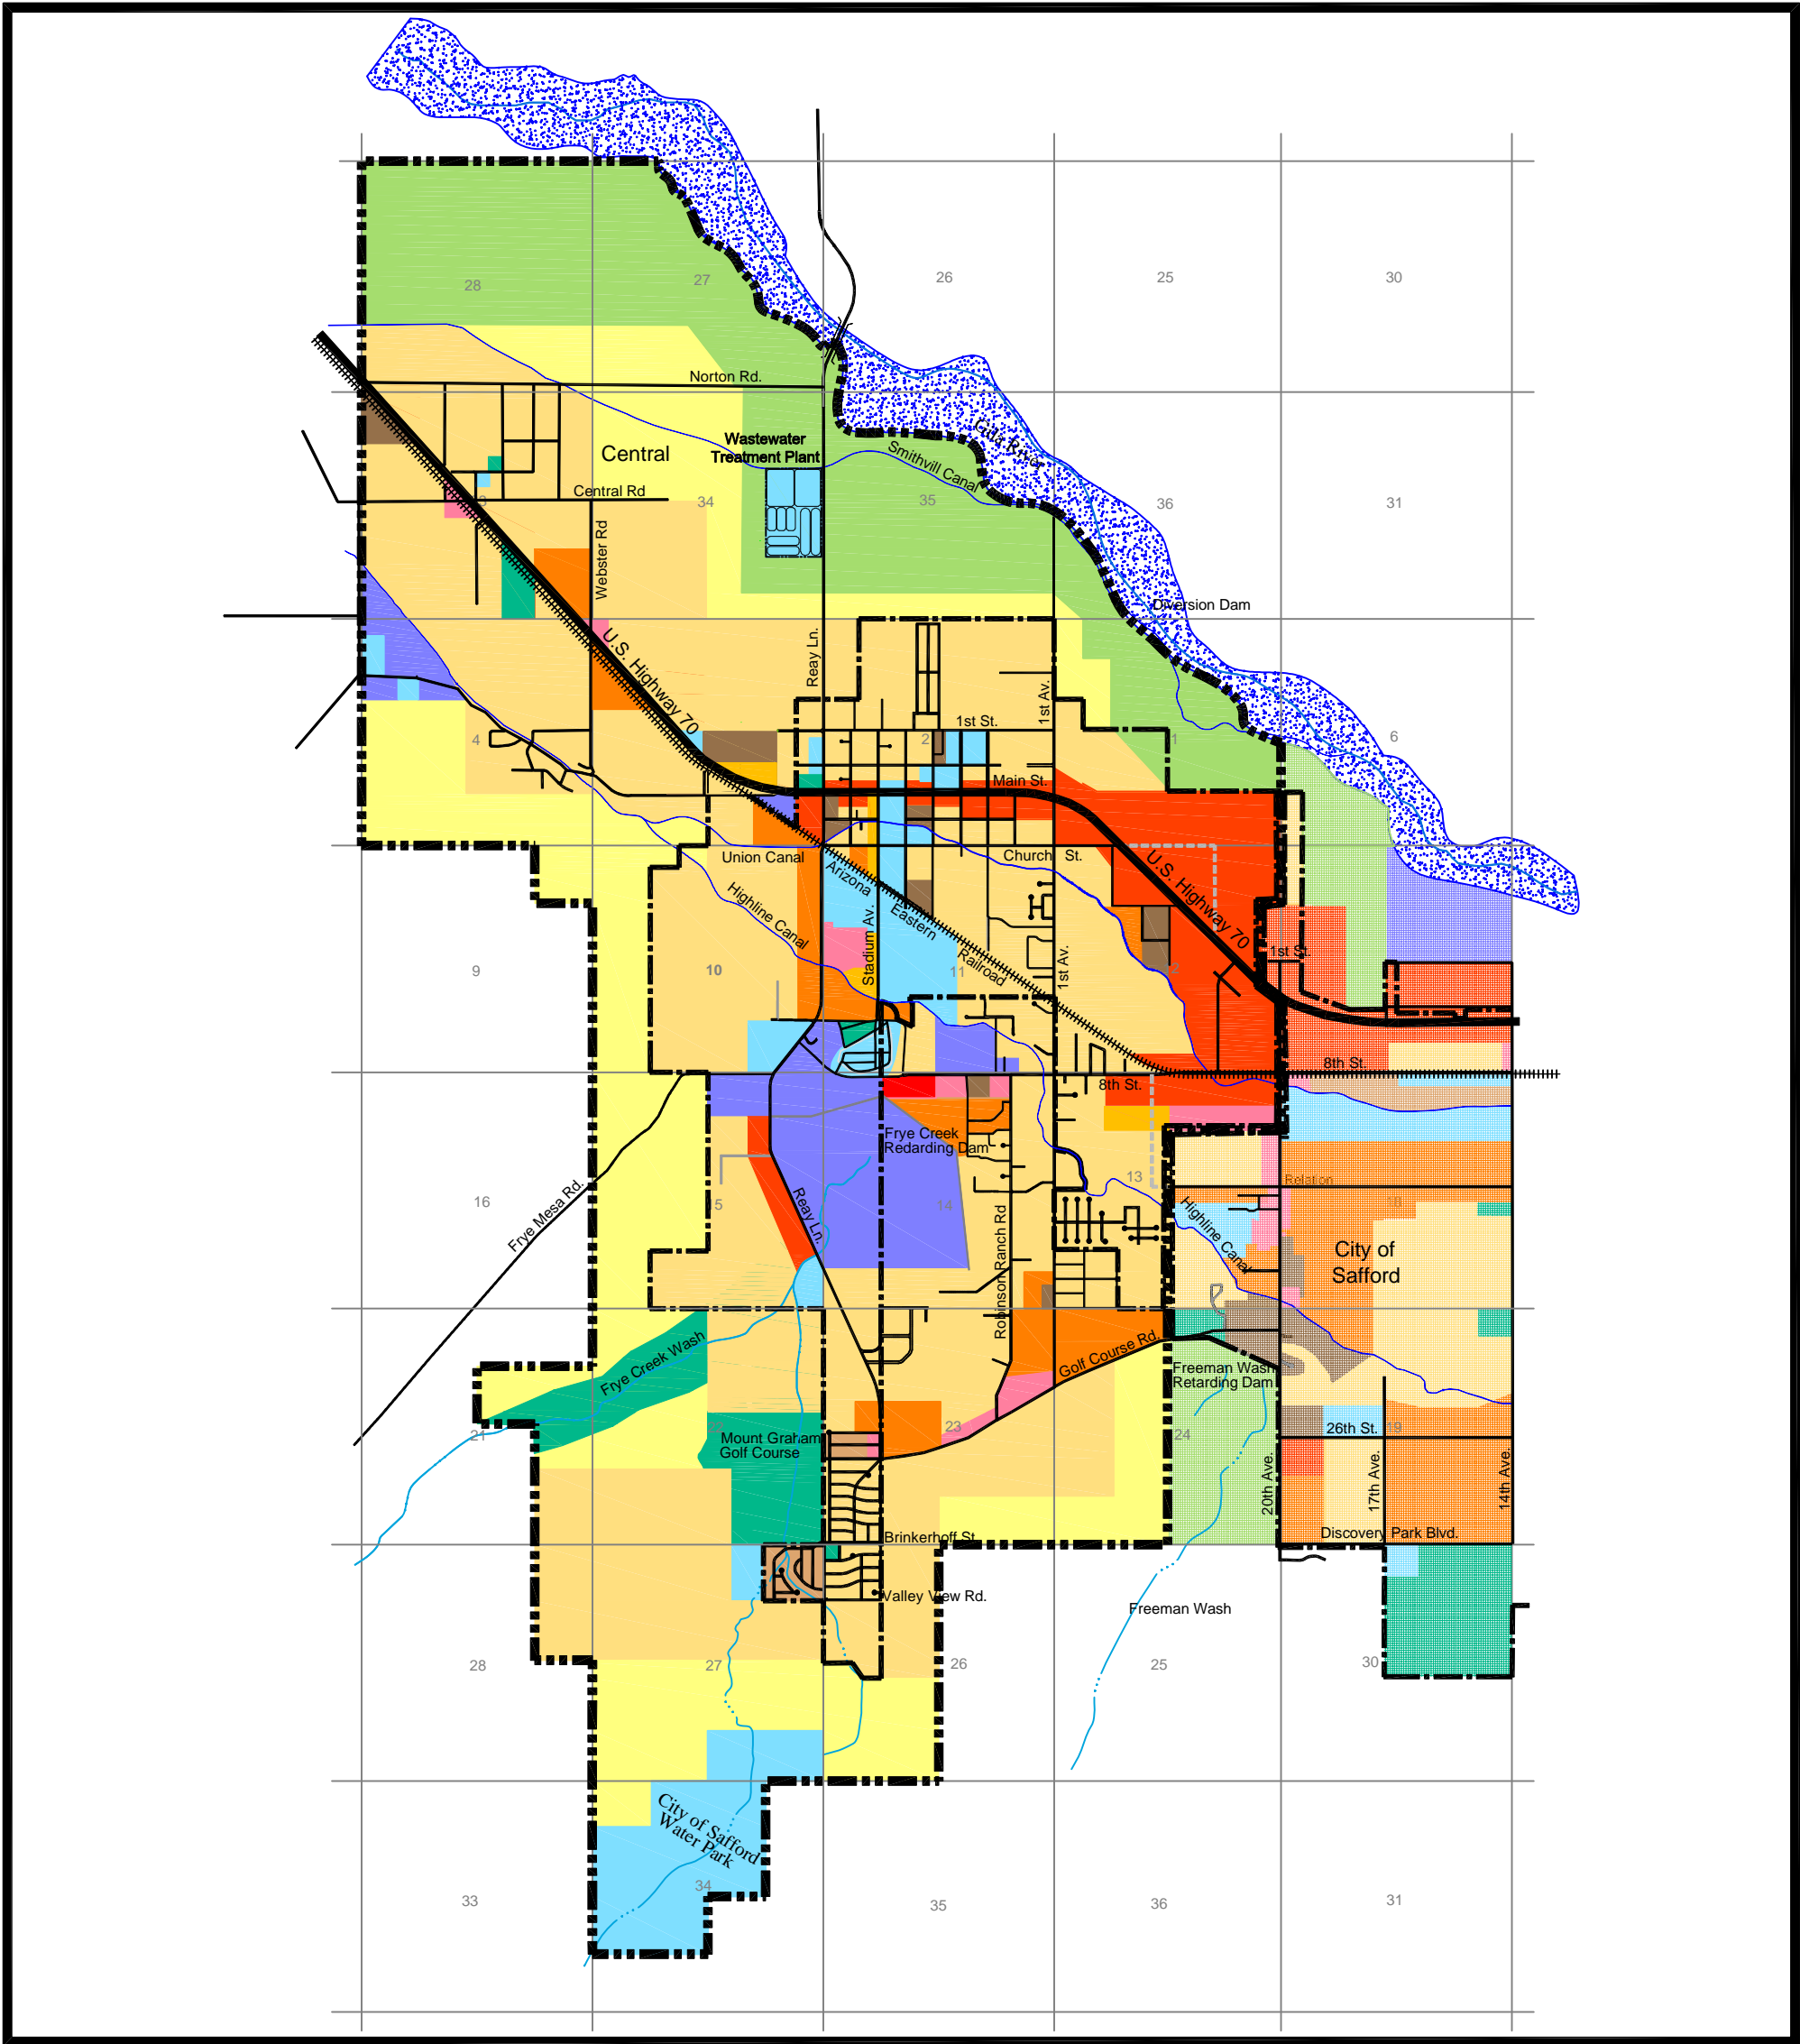 28
27
26
25
30
Norton Rd.
Gila River
Central
Wastewater
Treatment Plant
Smithvill Canal
Central Rd
34
35
36
31
Webster Rd
Diversion Dam
U.S. Highway 70
Reay Ln.
1st Av.
1st St.
4
2
1
6
Main St.
Union Canal
Church St.
Arizona
Eastern
Railroad
U.S. Highway 70
Highline Canal
Stadium Av.
1st Av.
1st St.
9
10
11
8th St.
8th St.
Frye Creek
Redarding Dam
13
Relation
16
15
14
18
Frye Mesa Rd.
Reay Ln.
Robinson Ranch Rd
Highline Canal
City of
Safford
Frye Creek Wash
Golf Course Rd.
Freeman Wash
Retarding Dam
21
23
24
26th St.
19
Mount Graham
Golf Course
20th Ave.
17th Ave.
14th Ave.
Brinkerhoff St.
Discovery Park Blvd.
Valley View Rd.
Freeman Wash
28
27
26
25
30
City of Safford
Water Park
33
34
35
36
31